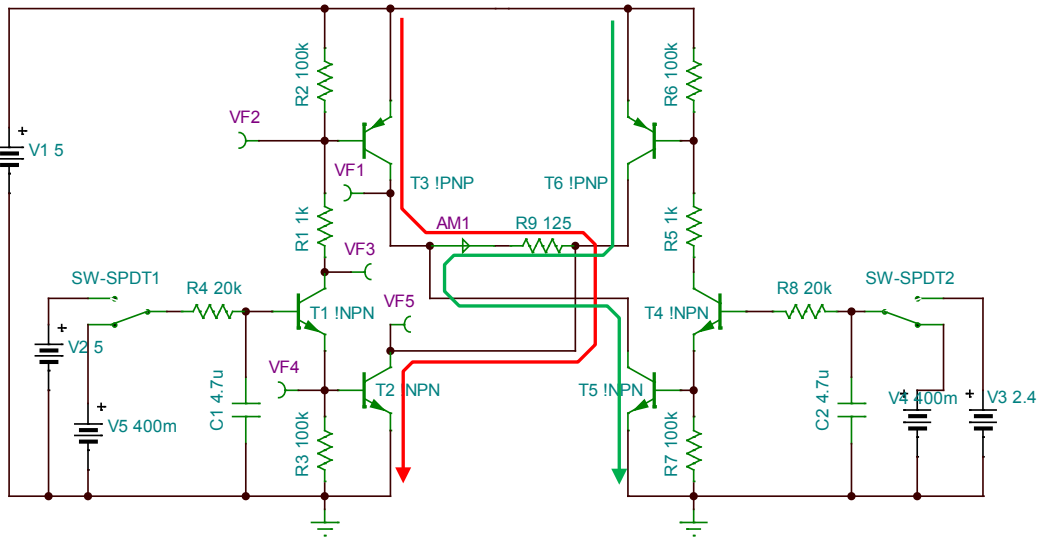 R2 100k
R6 100k
VF2
V1 5
VF1
T3 !PNP
T6 !PNP
R1 1k
AM1
R9 125
R5 1k
VF3
SW-SPDT1
R4 20k
VF5
SW-SPDT2
R8 20k
T1 !NPN
T4 !NPN
V2 5
VF4
T2 !NPN
T5 !NPN
C1 4.7u
V5 400m
R3 100k
R7 100k
C2 4.7u
V4 400m
V3 2.4